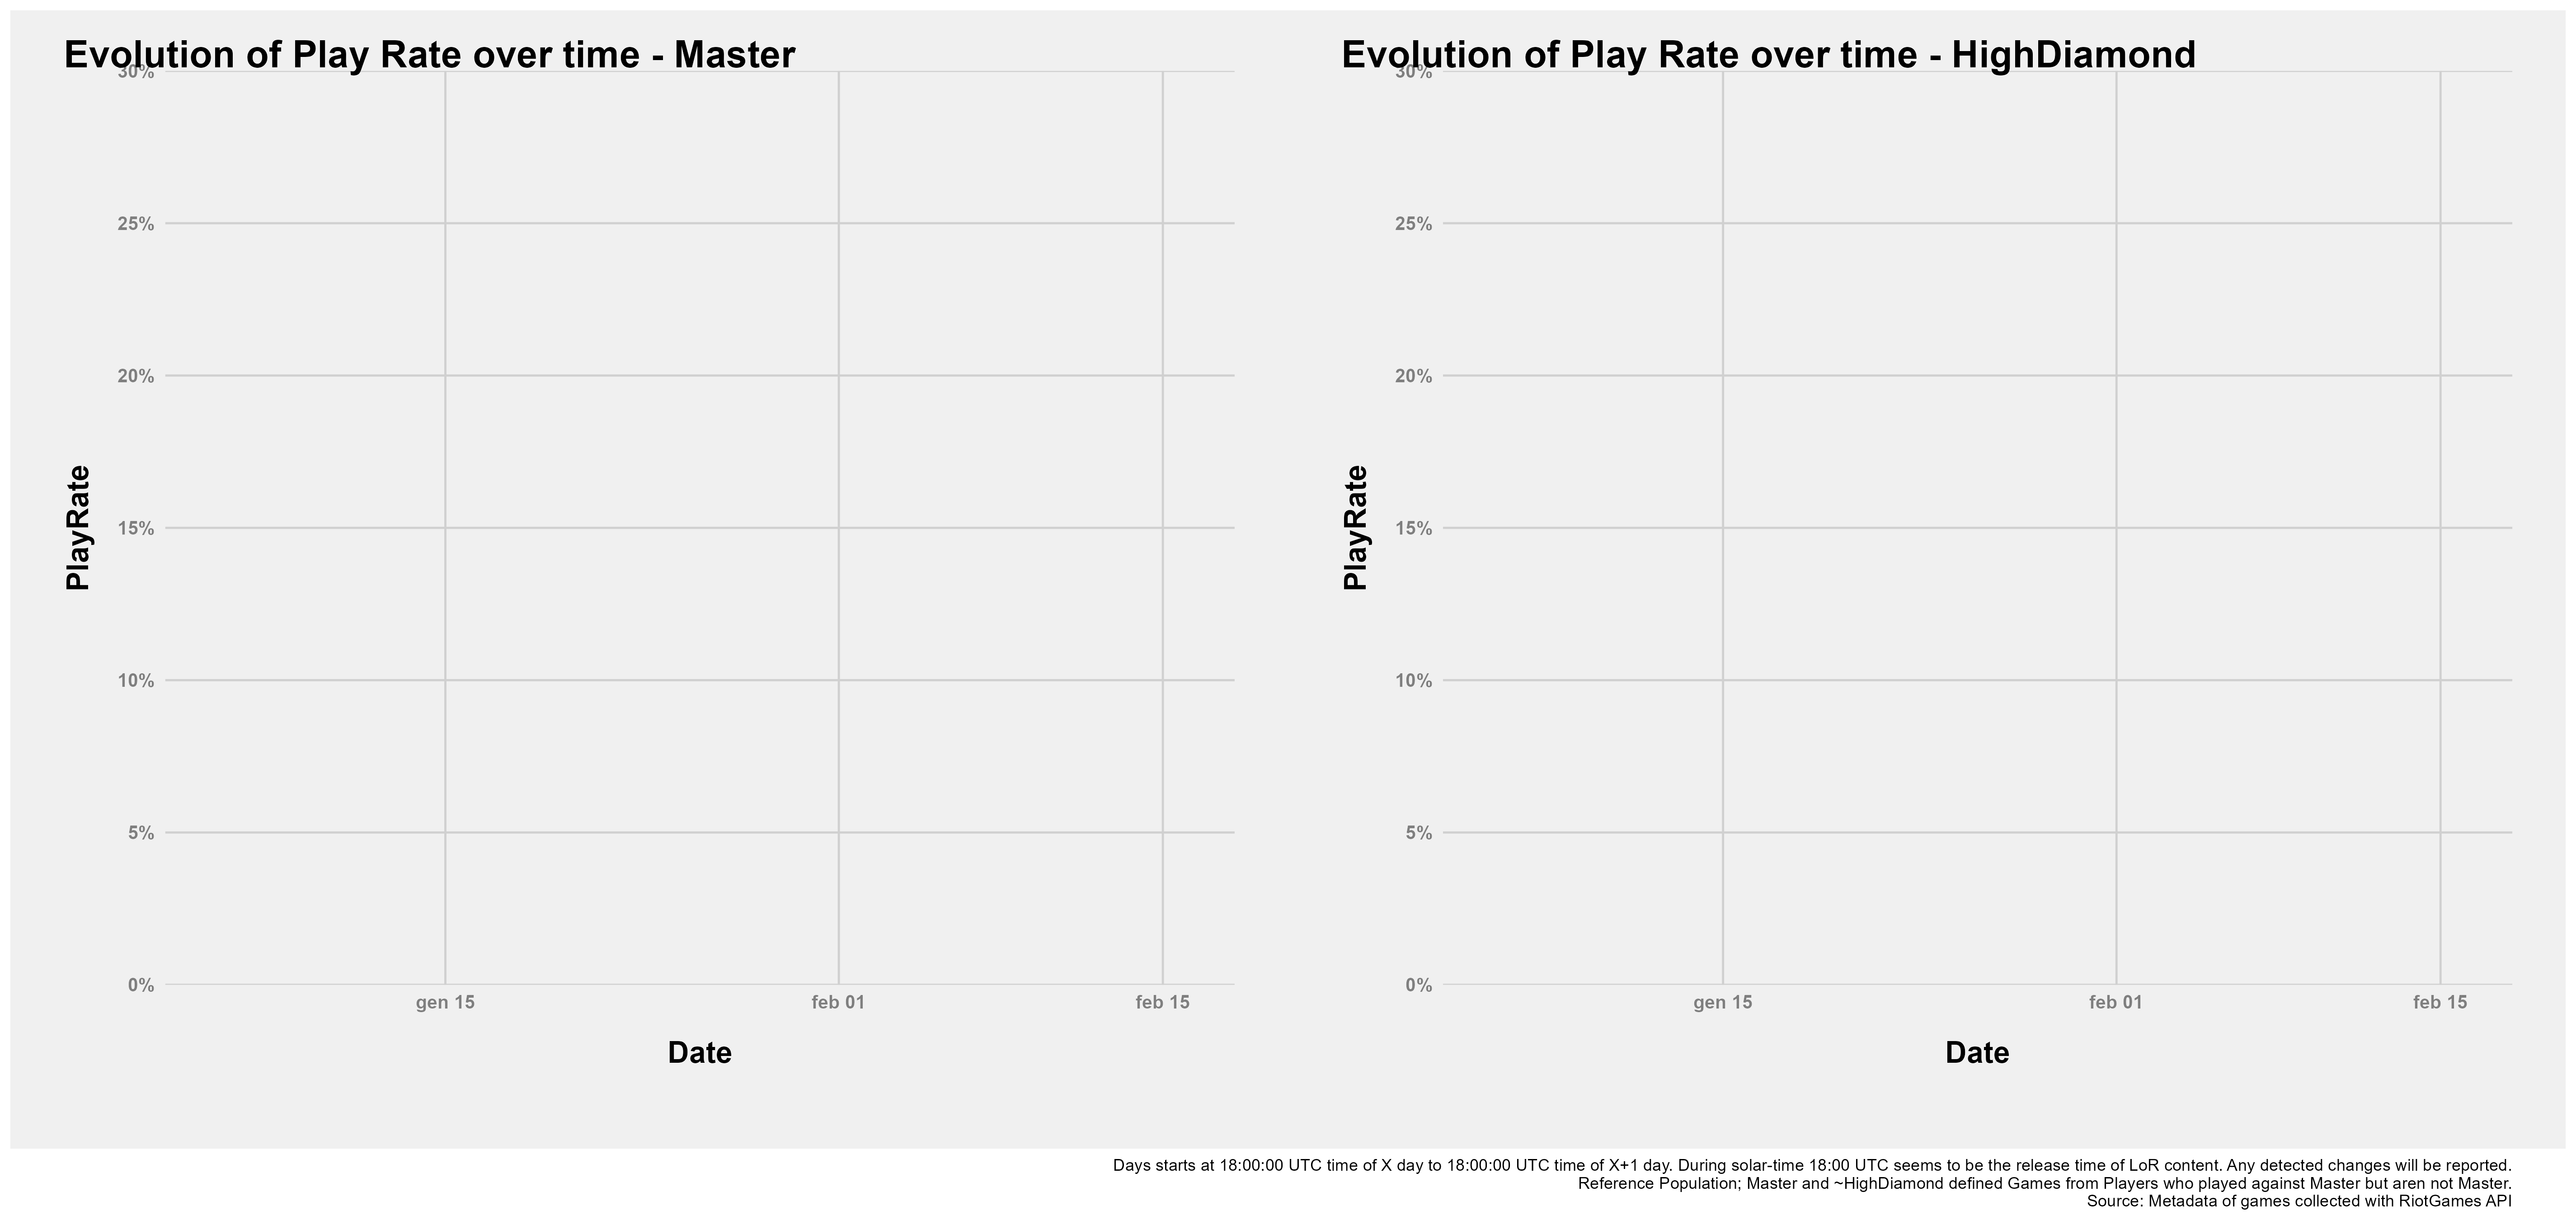 Evolution of Play Rate over time - Master
30%
25%
20%
15%
10%
5%
0%
PlayRate
gen 15 feb 01 feb 15
Date
Evolution of Play Rate over time - HighDiamond
30%
25%
20%
15%
10%
5%
0%
PlayRate
gen 15 feb 01 feb 15
Date
Days starts at 18:00:00 UTC time of X day to 18:00:00 UTC time of X+1 day. During solar-time 18:00 UTC seems to be the release time of LoR content. Any detected changes will be reported.
Reference Population; Master and ~HighDiamond defined Games from Players who played against Master but aren not Master.
Source: Metadata of games collected with RiotGames API